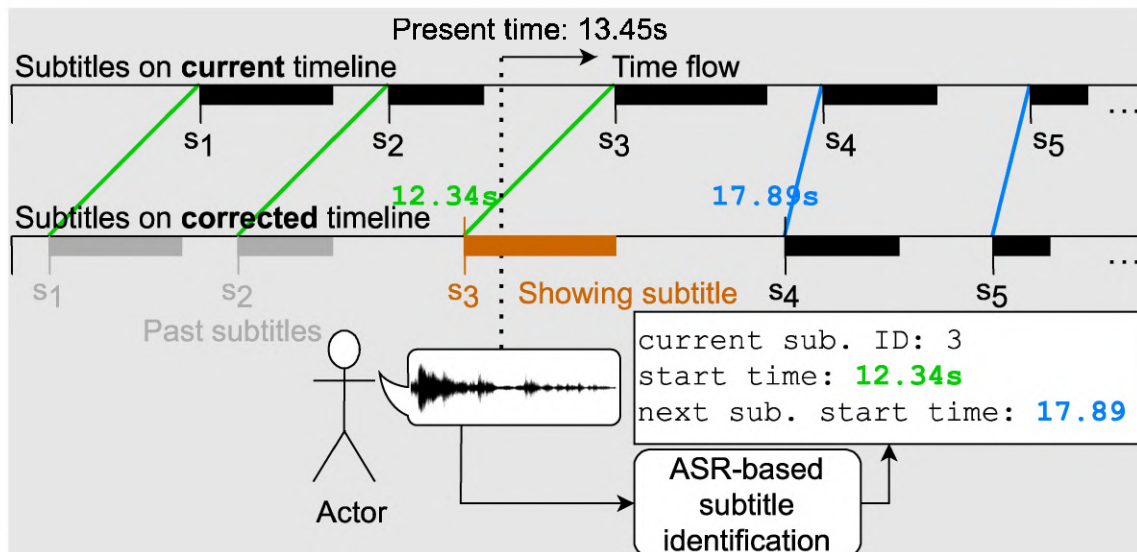 Present time: 13.45s
Subtitles on current timeline
Time flow
s1
s2
s3
s4
s5
...
12.34s
17.89s
Subtitles on corrected timeline
...
s1
s2
s3
Showing subtitle
s4
s5
Past subtitles
current sub. ID: 3
start time: 12.34s
next sub. start time: 17.89
ASR-based
subtitle
identification
Actor